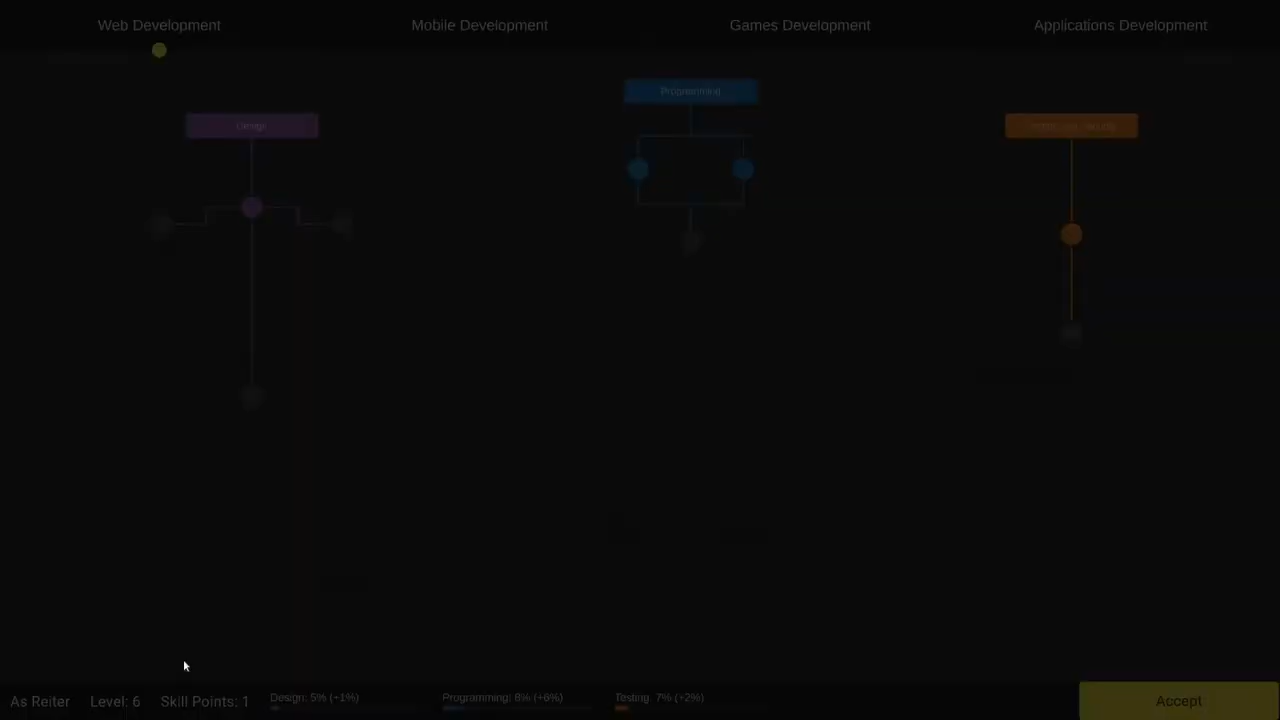 Web Development
Mobile Development
Games Development
Applications Development
Programming
Design
As Reiter
Level: 6
Skill Points: 1
Design: 5% (+1%)
Programming: 8% (+6%)
Testing: 7% (+2%)
Accept